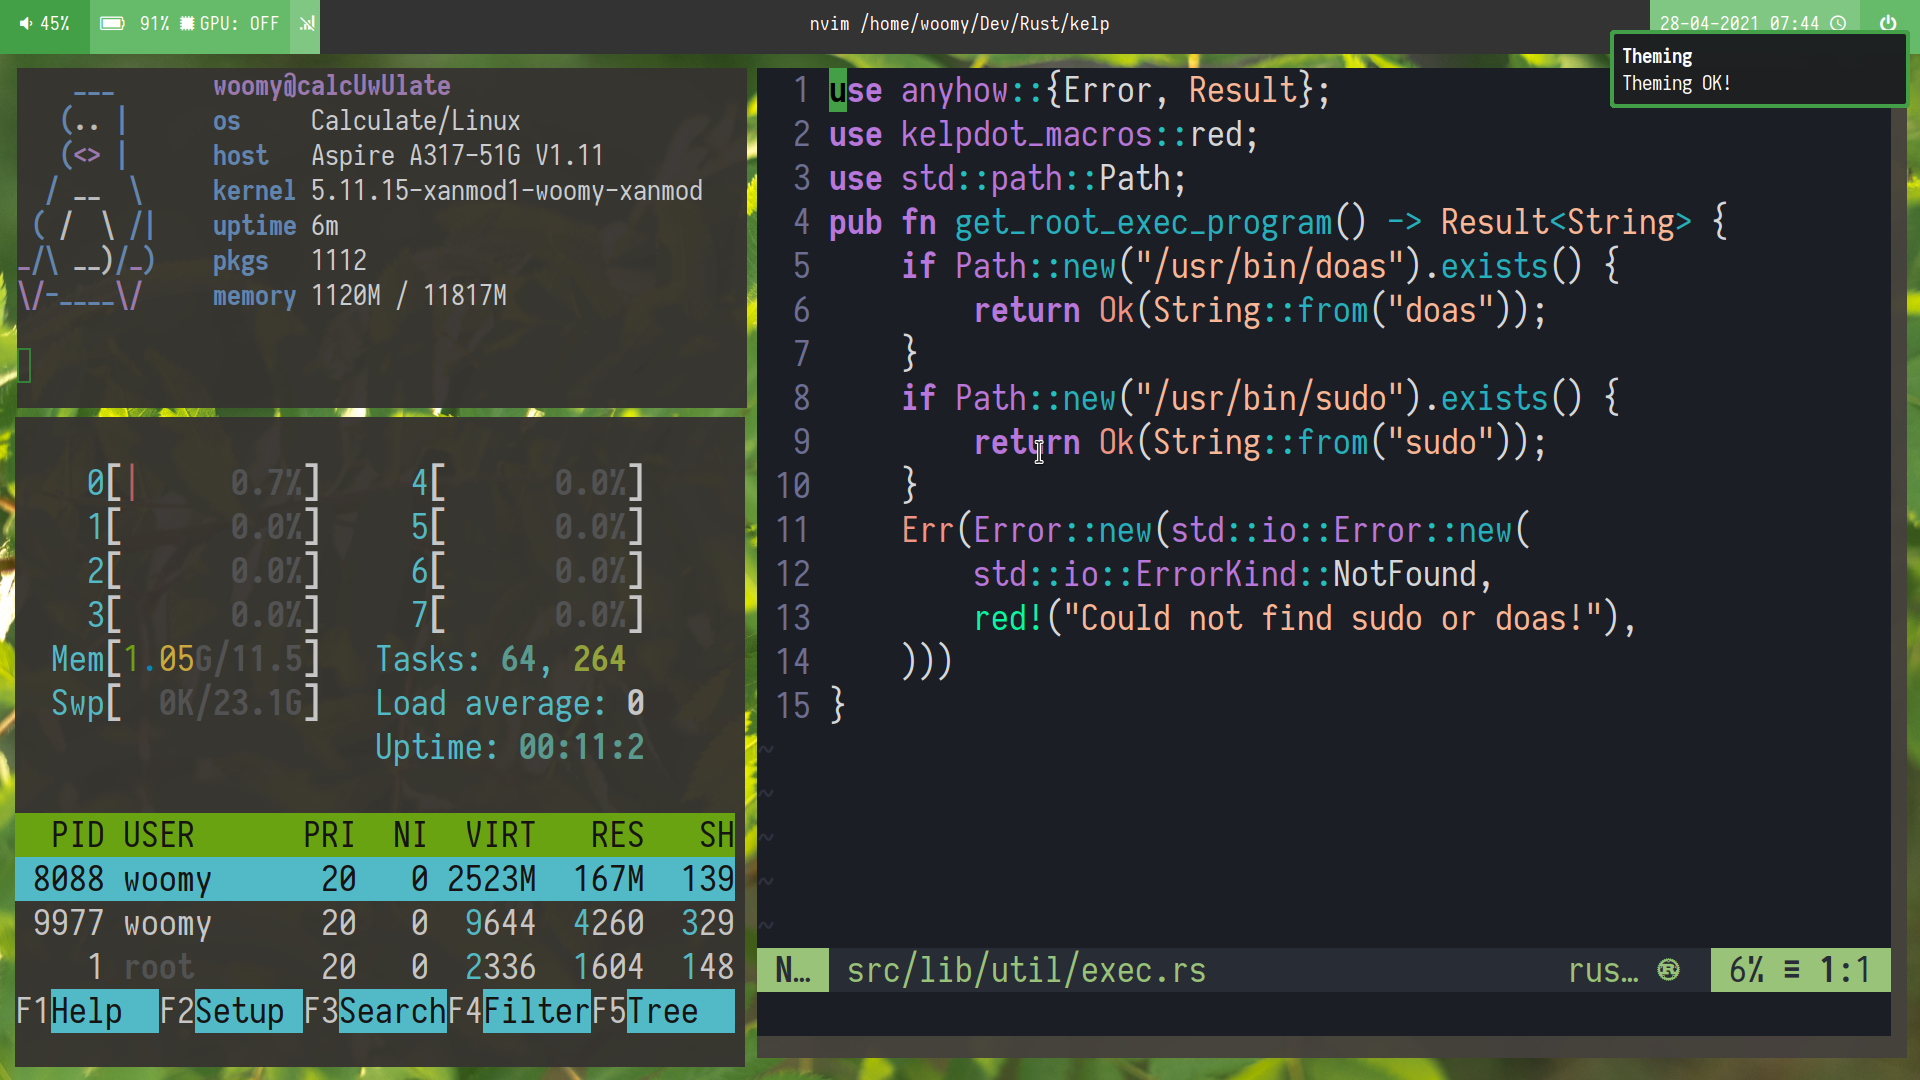 45%
91% GPU: OFF
nvim /home/woomy/Dev/Rust/kelp
28-04-2021 07:44
Theming
Theming OK!
woomy@calcUwUlate
os Calculate/Linux
host Aspire A317-51G V1.11
kernel 5.11.15-xanmod1-woomy-xanmod
uptime 6m
pkgs 1112
memory 1120M / 11817M
___
(.. |
(<> |
/ __  \
( /  \ /|
_/\ __)/_)
\/-____\/
0[| 0.7%] 4[ 0.0%]
1[ 0.0%] 5[ 0.0%]
2[ 0.0%] 6[ 0.0%]
3[ 0.0%] 7[ 0.0%]
Mem[1.05G/11.5] Tasks: 64, 264
Swp[ 0K/23.1G] Load average: 0
Uptime: 00:11:2
PID USER PRI NI VIRT RES SH
8088 woomy 20 0 2523M 167M 139
9977 woomy 20 0 9644 4260 329
1 root 20 0 2336 1604 148
F1Help F2Setup F3SearchF4FilterF5Tree
1 use anyhow::{Error, Result};
2 use kelpdot_macros::red;
3 use std::path::Path;
4 pub fn get_root_exec_program() -> Result<String> {
5     if Path::new("/usr/bin/doas").exists() {
6         return Ok(String::from("doas"));
7     }
8     if Path::new("/usr/bin/sudo").exists() {
9         return Ok(String::from("sudo"));
10     }
11     Err(Error::new(std::io::Error::new(
12         std::io::ErrorKind::NotFound,
13         red!("Could not find sudo or doas!"),
14     )))
15 }
~
~
~
~
~
N… src/lib/util/exec.rs rus… 6% ≡ 1:1